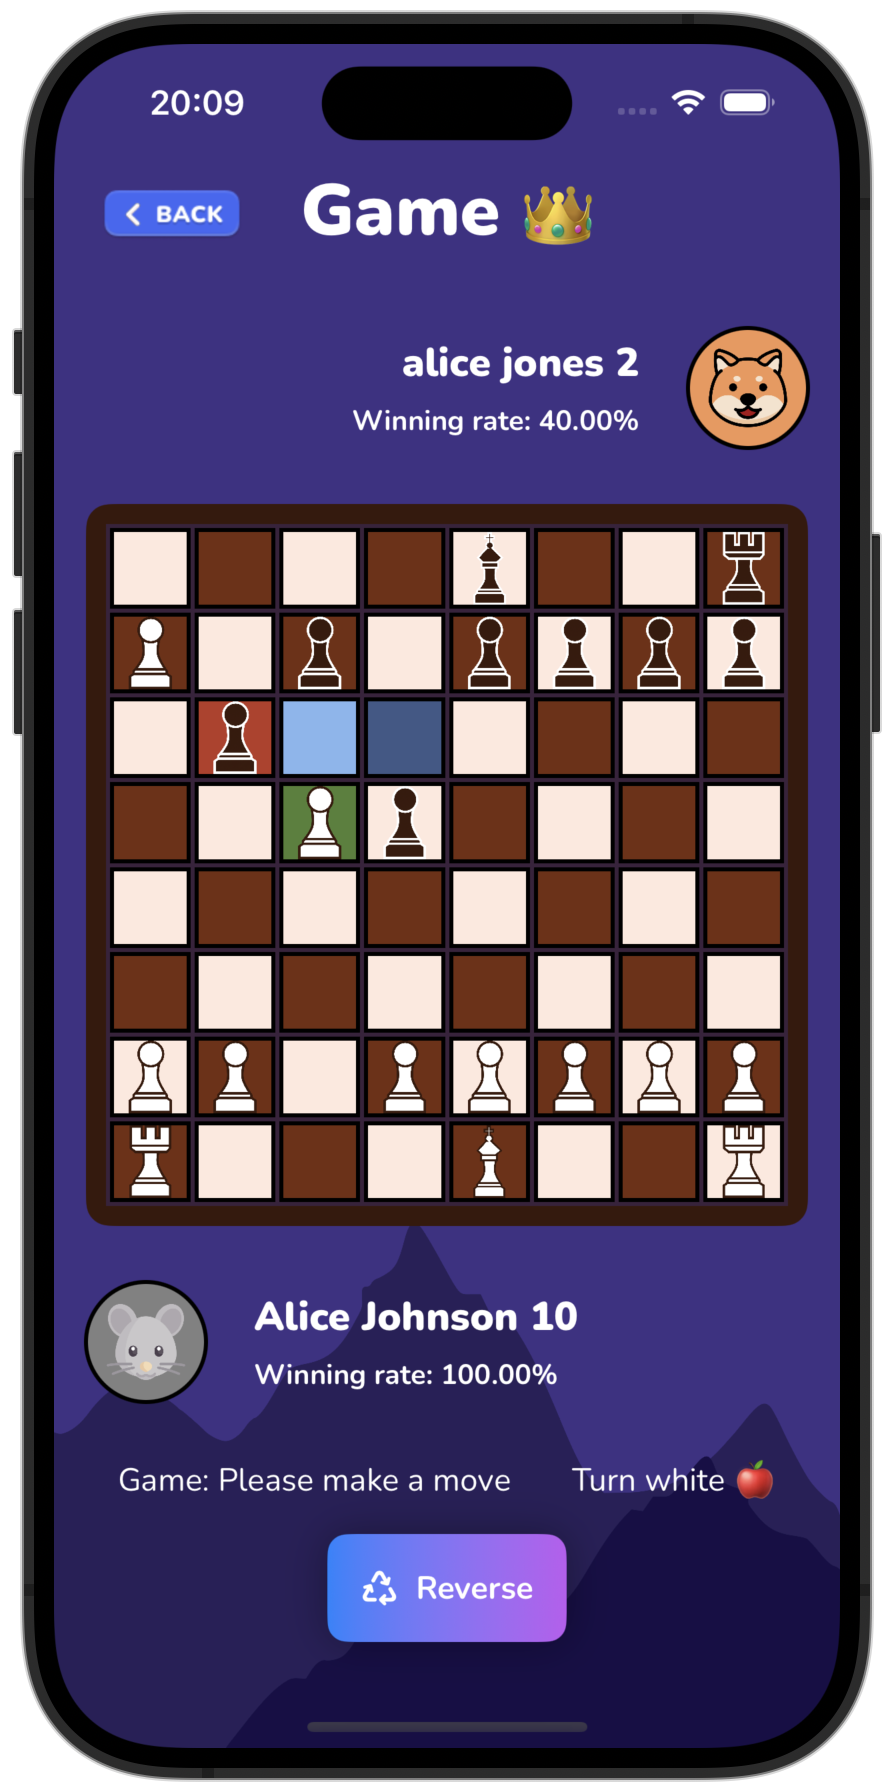 20:09
BACK
Game 👑
alice jones 2
Winning rate: 40.00%
Alice Johnson 10
Winning rate: 100.00%
Game: Please make a move
Turn white 🍎
Reverse